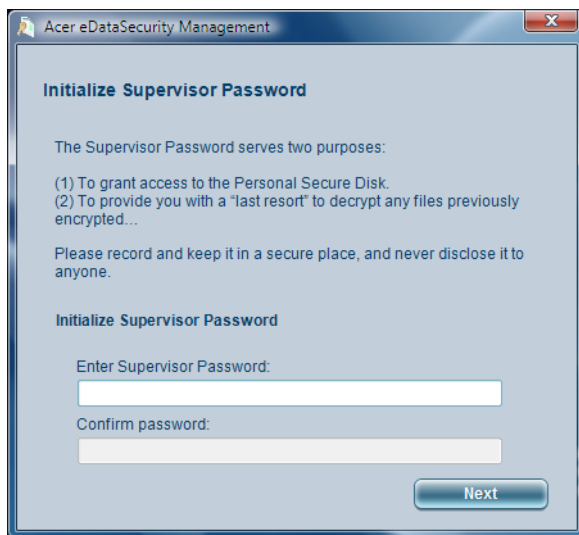 Acer eDataSecurity Management
Initialize Supervisor Password
The Supervisor Password serves two purposes:
(1) To grant access to the Personal Secure Disk.
(2) To provide you with a “last resort” to decrypt any files previously
encrypted...
Please record and keep it in a secure place, and never disclose it to
anyone.
Initialize Supervisor Password
Enter Supervisor Password:
Confirm password:
Next